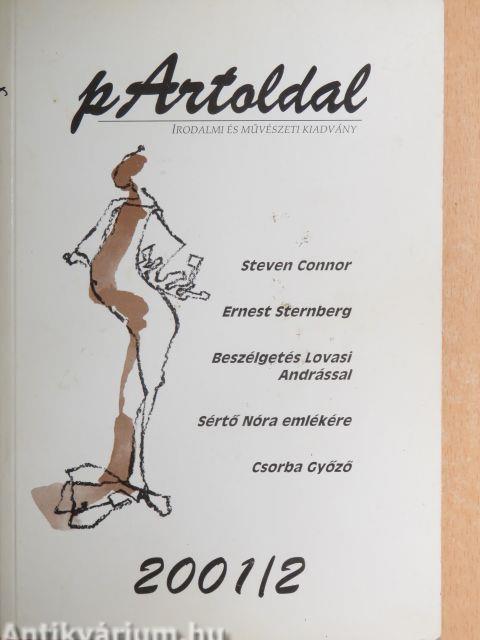 pArtoldal
IRODALMI ÉS MŰVÉSZETI KIADVÁNY
Steven Connor
Ernest Sternberg
Beszélgetés Lovasi
Andrással
Sértő Nóra emlékére
Csorba Győző
2001/2
Antikvárium.hu